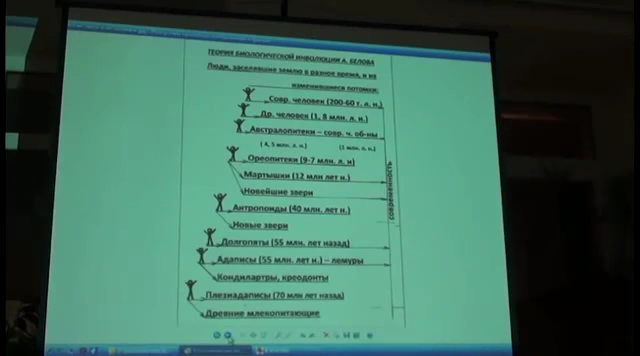 ТЕОРИЯ БИОЛОГИЧЕСКОЙ ИНВОЛЮЦИИ А. БЕЛОВА
Люди, заселявшие землю в разное время, и их
изменившиеся потомки:
Совр. человек (200-60 т. л. н.)
Др. человек (1, 8 млн. л. н.)
Австралопитеки – совр. ч. об-ны
( 4, 5 млн. л. н.) (1 млн. л. н.)
Ореопитеки (9-7 млн. л. н)
Мартышки (12 млн лет н.)
Новейшие звери
Антропоиды (40 млн. лет н.)
Новые звери
Долгопяты (55 млн. лет назад)
Адаписы (55 млн. лет н.) – лемуры
Кондилартры, креодонты
Плезиадаписы (70 млн лет назад)
Древние млекопитающие
современность